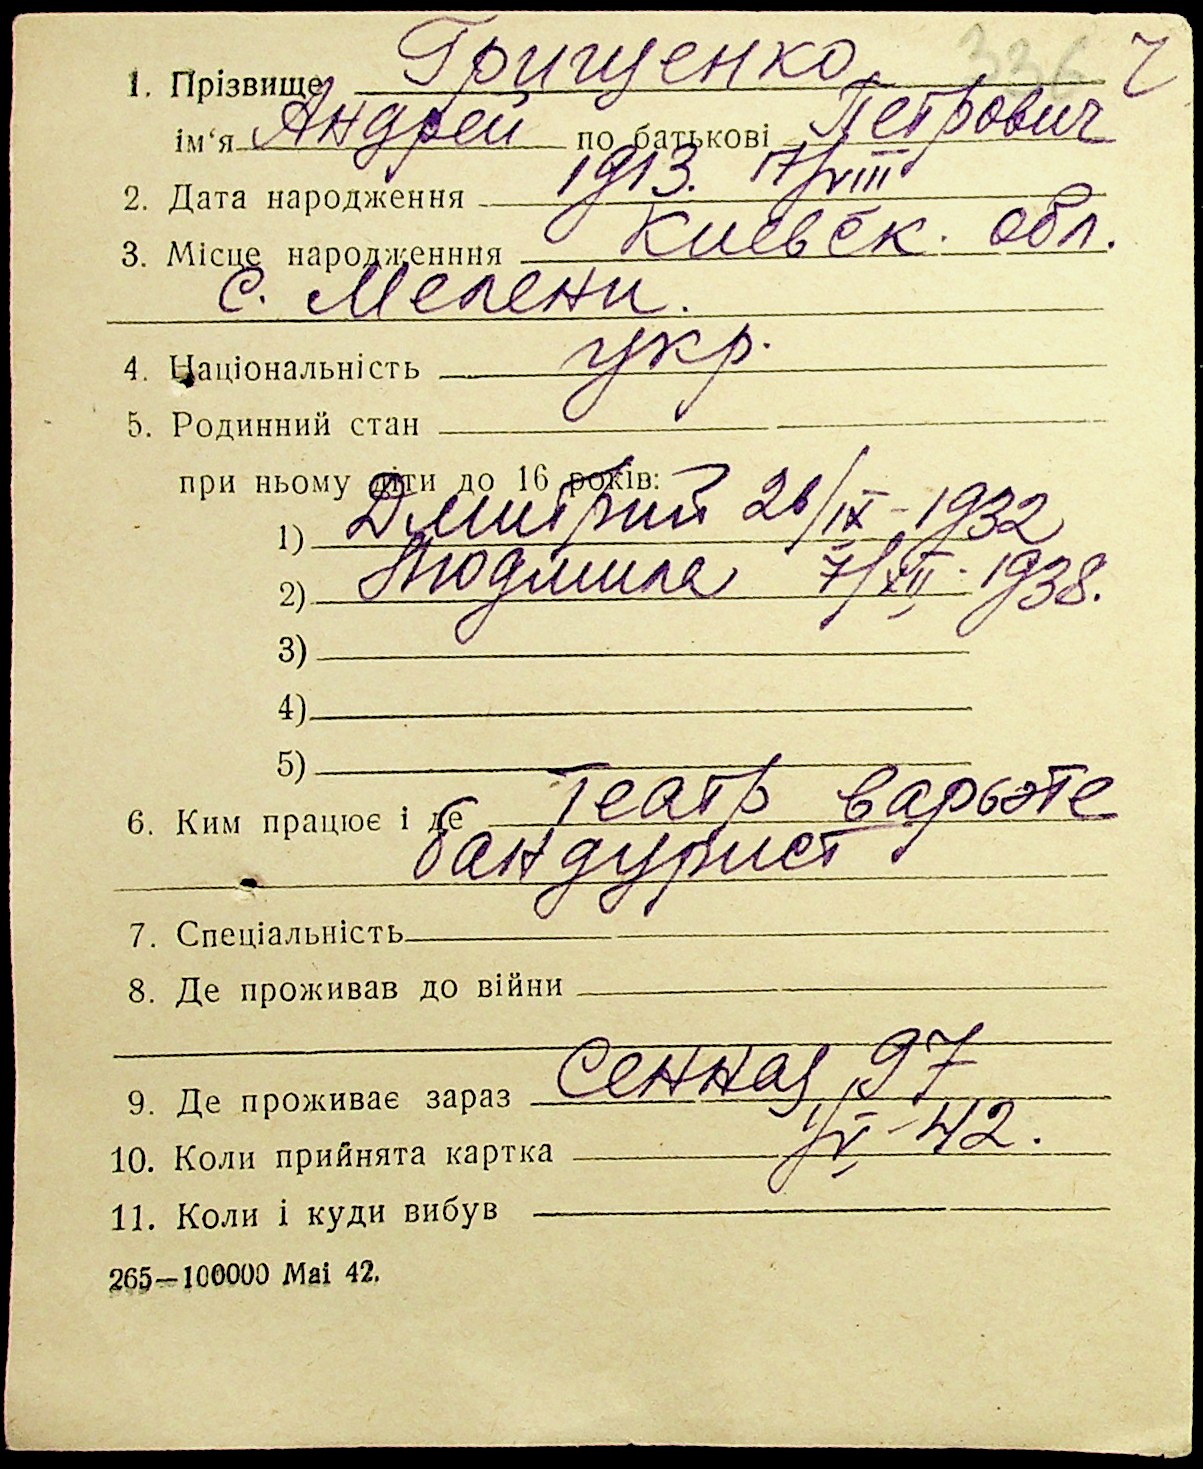 336 ч
1. Прізвище Грищенко
ім‘я Андрей по батькові Петрович
2. Дата народження 1913. 17/VIII
3. Місце народженння Киевск. обл.
с. Мелени.
4. Національність укр.
5. Родинний стан
при ньому діти до 16 років:
1) Дмитрий 26/IX - 1932
2) Людмила 7/XII - 1938.
3)
4)
5)
6. Ким працює і де Театр варьэте
бандурист
7. Спеціальність
8. Де проживав до війни
9. Де проживає зараз Сенная 97
10. Коли прийнята картка 1/V - 42.
11. Коли і куди вибув
265—100000 Mai 42.